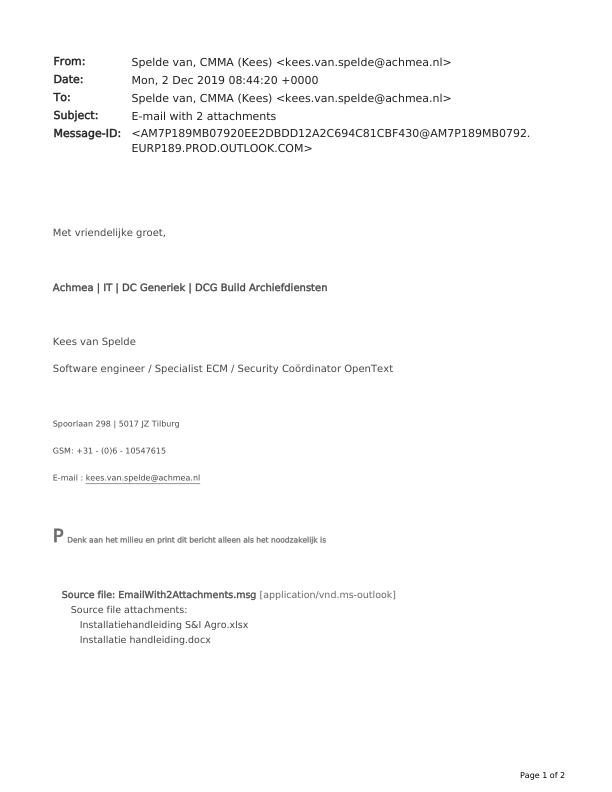 From: Spelde van, CMMA (Kees) <kees.van.spelde@achmea.nl>
Date: Mon, 2 Dec 2019 08:44:20 +0000
To: Spelde van, CMMA (Kees) <kees.van.spelde@achmea.nl>
Subject: E-mail with 2 attachments
Message-ID: <AM7P189MB07920EE2DBDD12A2C694C81CBF430@AM7P189MB0792.
EURP189.PROD.OUTLOOK.COM>
Met vriendelijke groet,
Achmea | IT | DC Generiek | DCG Build Archiefdiensten
Kees van Spelde
Software engineer / Specialist ECM / Security Coördinator OpenText
Spoorlaan 298 | 5017 JZ Tilburg
GSM: +31 - (0)6 - 10547615
E-mail : kees.van.spelde@achmea.nl
P Denk aan het milieu en print dit bericht alleen als het noodzakelijk is
Source file: EmailWith2Attachments.msg [application/vnd.ms-outlook]
Source file attachments:
Installatiehandleiding S&I Agro.xlsx
Installatie handleiding.docx
Page 1 of 2